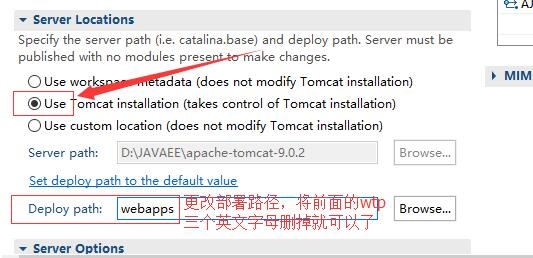 Server Locations
Specify the server path (i.e. catalina.base) and deploy path. Server must be
published with no modules present to make changes.
Use workspace metadata (does not modify Tomcat installation)
Use Tomcat installation (takes control of Tomcat installation)
Use custom location (does not modify Tomcat installation)
Server path: D:\JAVAEE\apache-tomcat-9.0.2 Browse...
Set deploy path to the default value
Deploy path: webapps Browse...
更改部署路径，将前面的wtp
三个英文字母删掉就可以了
Server Options
AJ
MIM